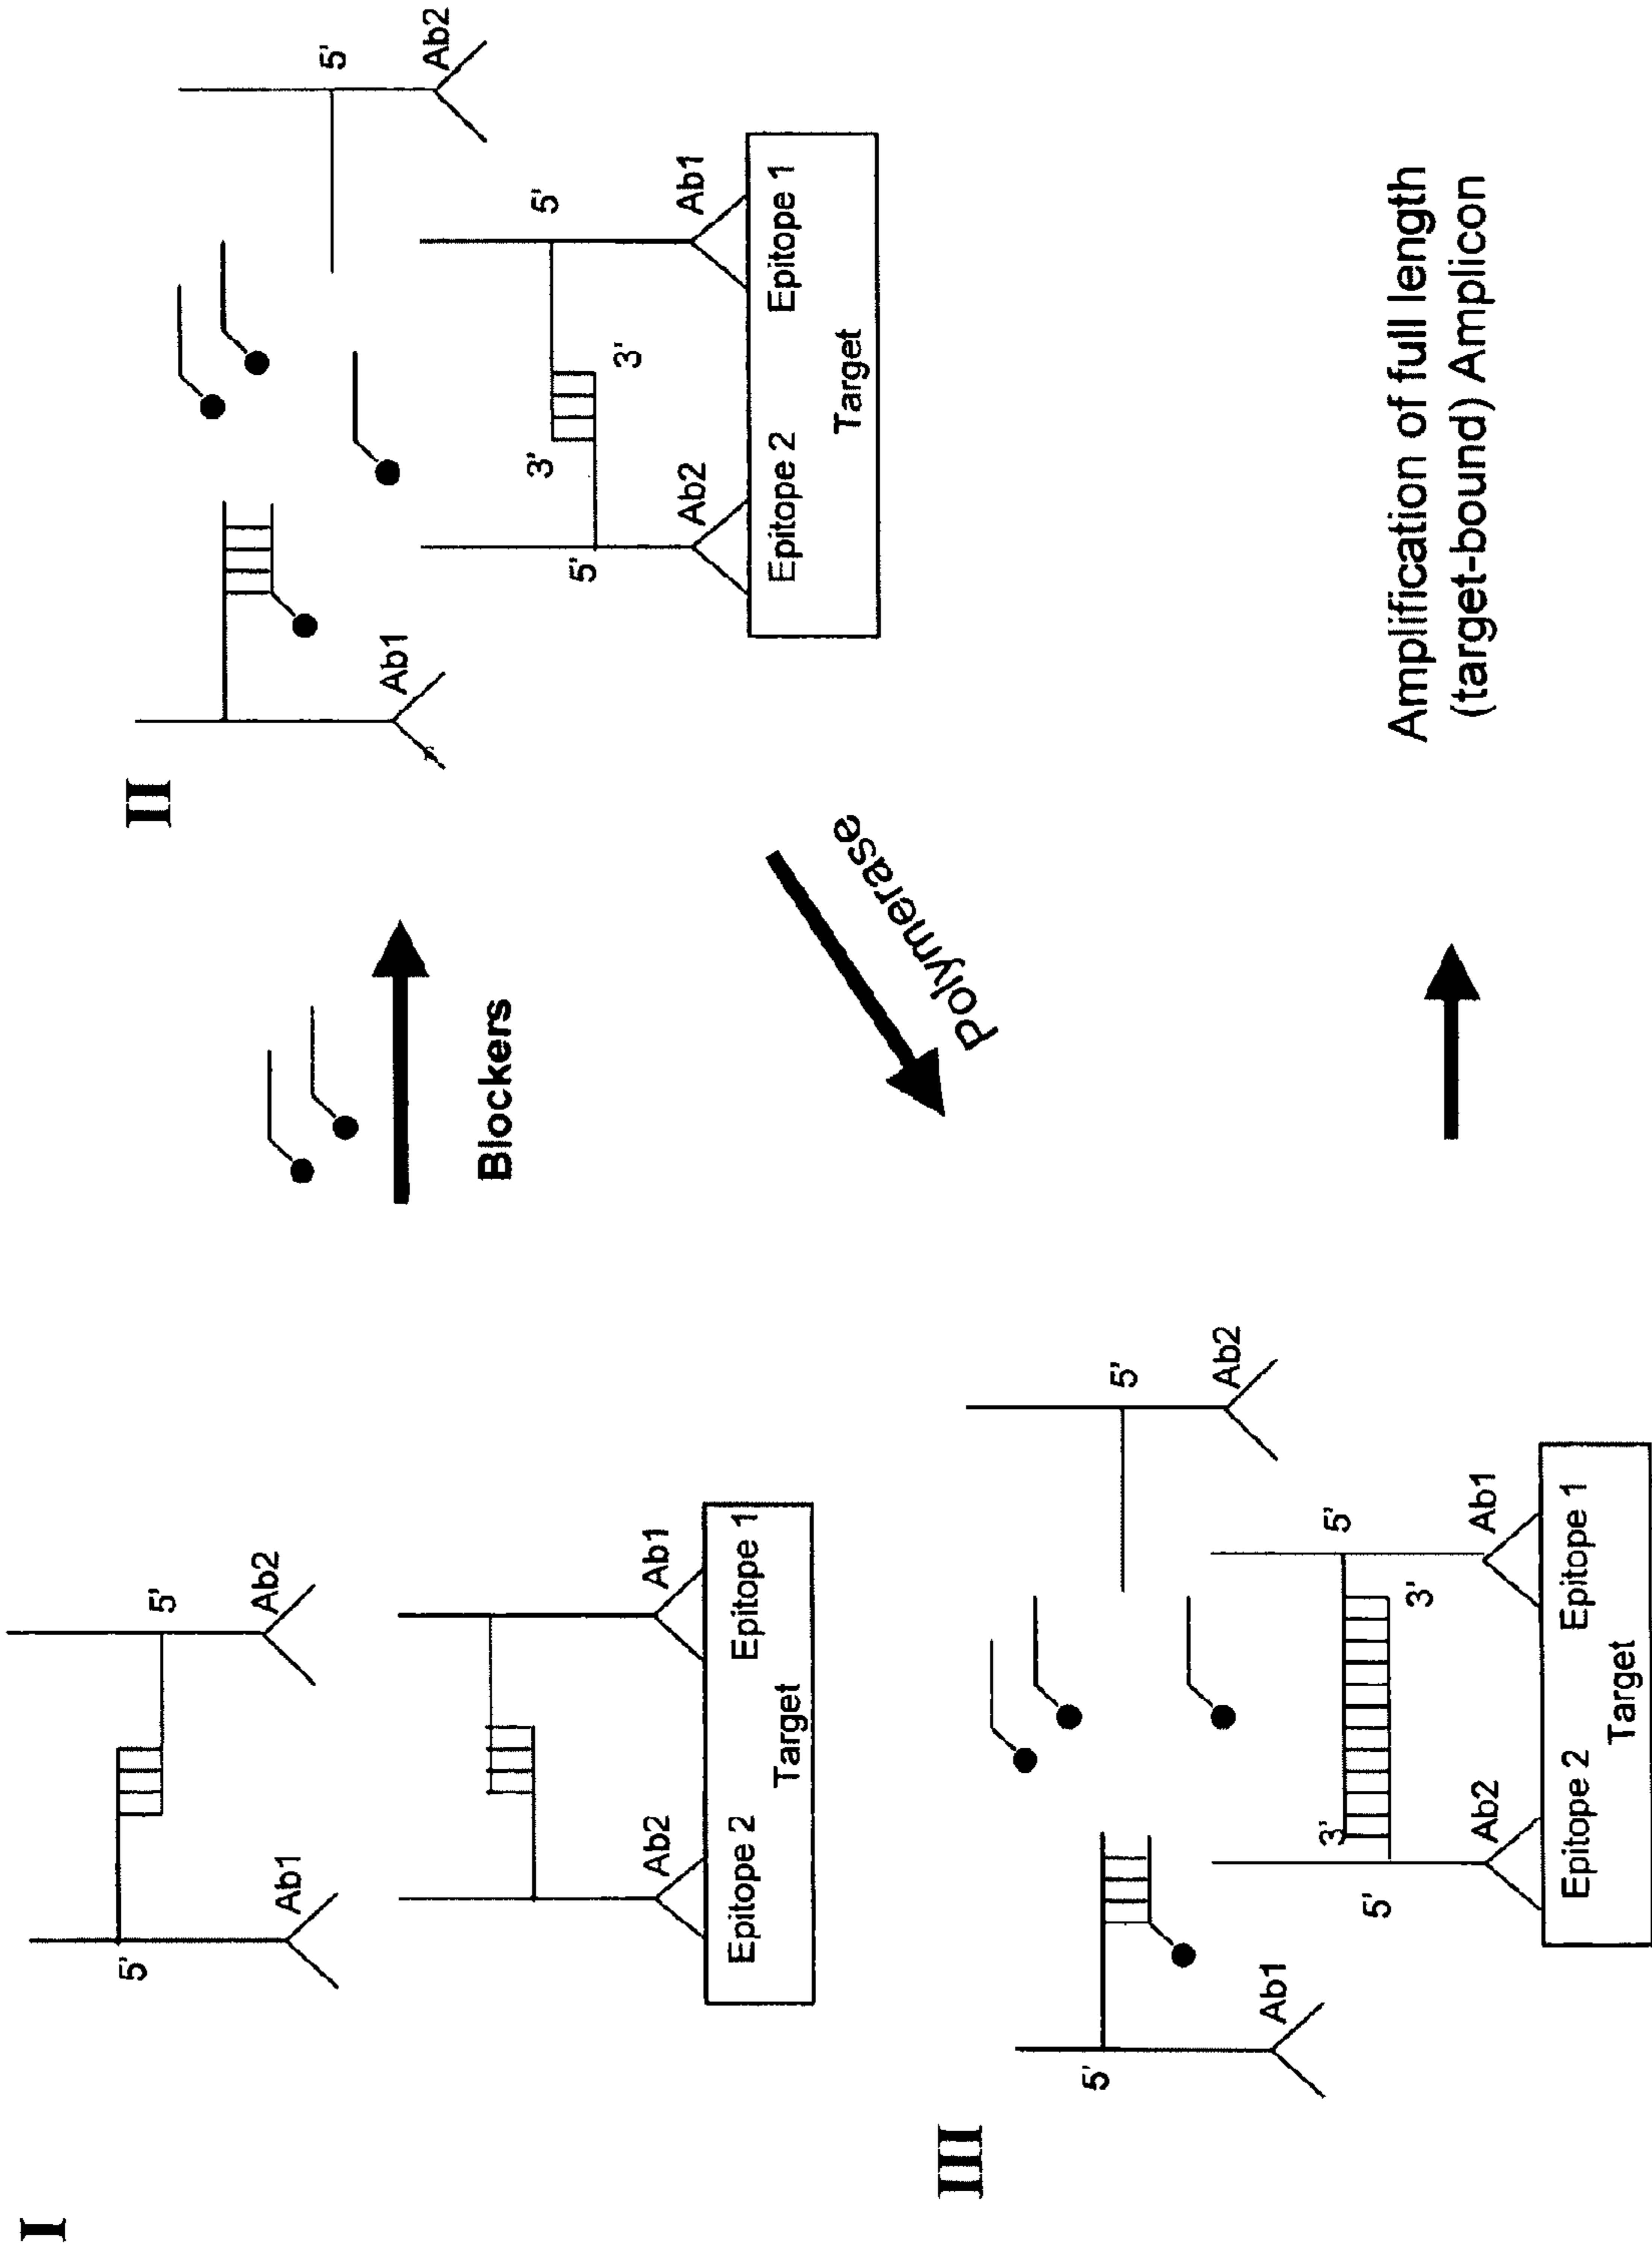 I
5'
Ab1
5'
Ab2
Ab2
Ab1
Epitope 2
Epitope 1
Target
Blockers
II
Ab1
5'
Ab2
3'
3'
5'
5'
Ab2
Ab1
Epitope 2
Epitope 1
Target
Polymerase
III
5'
Ab1
5'
Ab2
3'
5'
3'
5'
Ab2
Ab1
Epitope 2
Epitope 1
Target
Amplification of full length
(target-bound) Amplicon